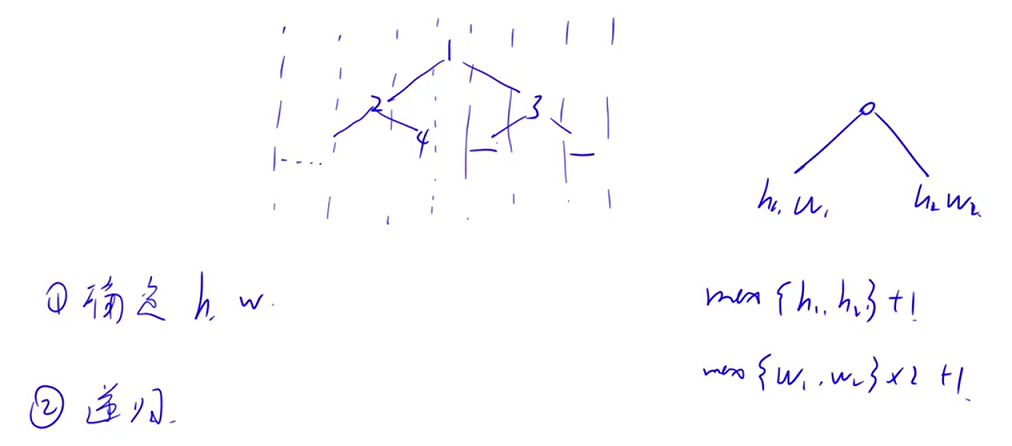 1
2 3
4
h₁ w₁ h₂ w₂
① 确定 h, w.
max{h₁, h₂}+1
max{w₁, w₂}×2+1
② 递归.